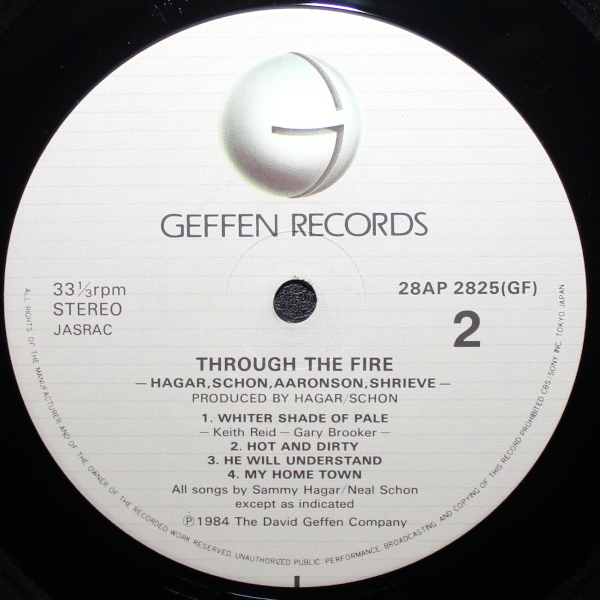 GEFFEN RECORDS
33⅓rpm
STEREO
JASRAC
28AP 2825(GF)
2
THROUGH THE FIRE
—HAGAR,SCHON,AARONSON,SHRIEVE—
PRODUCED BY HAGAR/SCHON
1. WHITER SHADE OF PALE
—Keith Reid—Gary Brooker—
2. HOT AND DIRTY
3. HE WILL UNDERSTAND
4. MY HOME TOWN
All songs by Sammy Hagar/Neal Schon
except as indicated
Ⓟ1984 The David Geffen Company
ALL RIGHTS OF THE MANUFACTURER AND OF THE OWNER OF THE RECORDED WORK RESERVED, UNAUTHORIZED PUBLIC PERFORMANCE, BROADCASTING AND COPYING OF THIS RECORD PROHIBITED CBS/SONY INC. TOKYO JAPAN